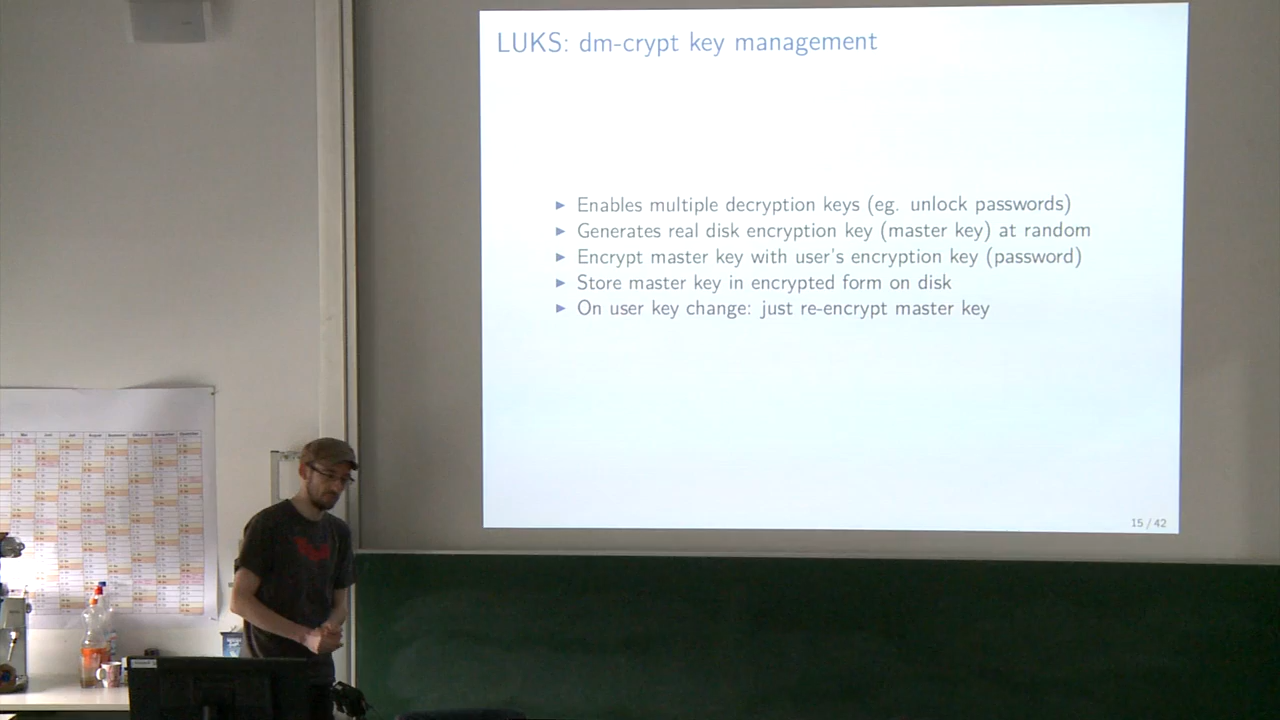 LUKS: dm-crypt key management
▶ Enables multiple decryption keys (eg. unlock passwords)
▶ Generates real disk encryption key (master key) at random
▶ Encrypt master key with user's encryption key (password)
▶ Store master key in encrypted form on disk
▶ On user key change: just re-encrypt master key
15 / 42